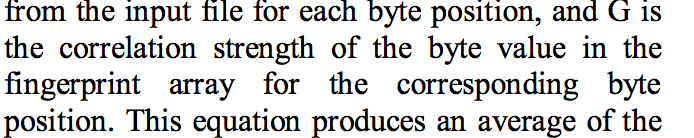 from the input file for each byte position, and G is
the correlation strength of the byte value in the
fingerprint array for the corresponding byte
position. This equation produces an average of the